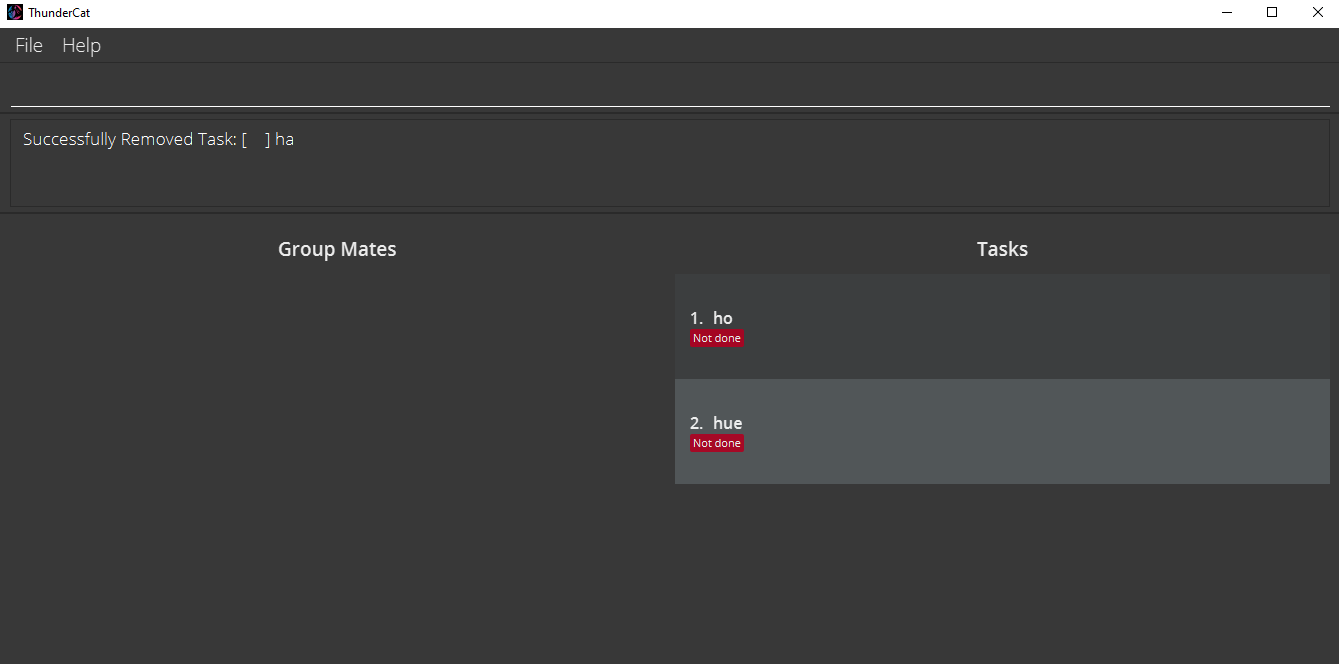 ThunderCat
File Help
Successfully Removed Task: [ ] ha
Group Mates
Tasks
1. ho
Not done
2. hue
Not done